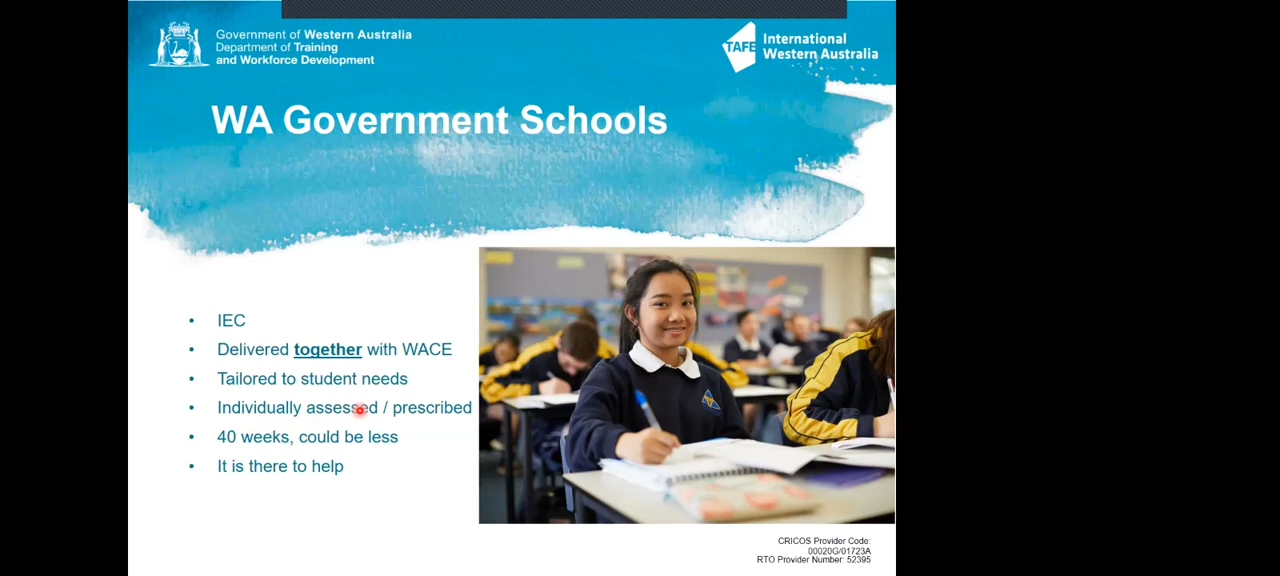 Government of Western Australia
Department of Training
and Workforce Development
TAFE
International
Western Australia
WA Government Schools
• IEC
• Delivered together with WACE
• Tailored to student needs
• Individually assessed / prescribed
• 40 weeks, could be less
• It is there to help
CRICOS Provider Code:
00020G/01723A
RTO Provider Number: 52395